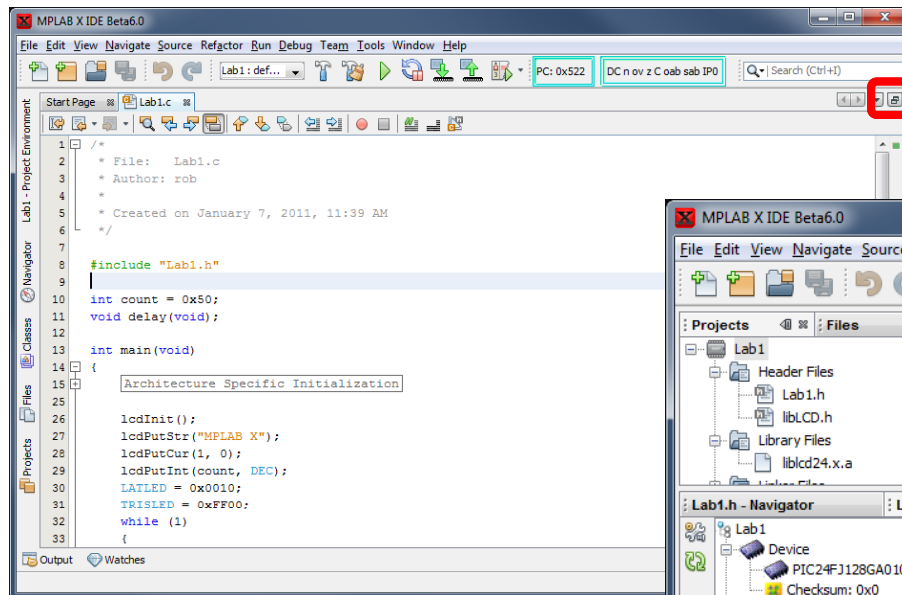 MPLAB X IDE Beta6.0
File Edit View Navigate Source Refactor Run Debug Team Tools Window Help
Lab1 : def...
PC: 0x522
DC n ov z C oab sab IP0
Search (Ctrl+I)
Start Page
Lab1.c
Lab1 - Project Environment
Navigator
Classes
Files
Projects
1 /*
2 * File: Lab1.c
3 * Author: rob
4 *
5 * Created on January 7, 2011, 11:39 AM
6 */
7
8 #include "Lab1.h"
9
10 int count = 0x50;
11 void delay(void);
12
13 int main(void)
14 {
15 Architecture Specific Initialization
25
26 lcdInit();
27 lcdPutStr("MPLAB X");
28 lcdPutCur(1, 0);
29 lcdPutInt(count, DEC);
30 LATLED = 0x0010;
31 TRISLED = 0xFF00;
32 while (1)
33 {
Output
Watches
MPLAB X IDE Beta6.0
File Edit View Navigate Sourc
Projects
Files
Lab1
Header Files
Lab1.h
libLCD.h
Library Files
liblcd24.x.a
Lab1.h - Navigator
Lab1
Device
PIC24FJ128GA010
Checksum: 0x0